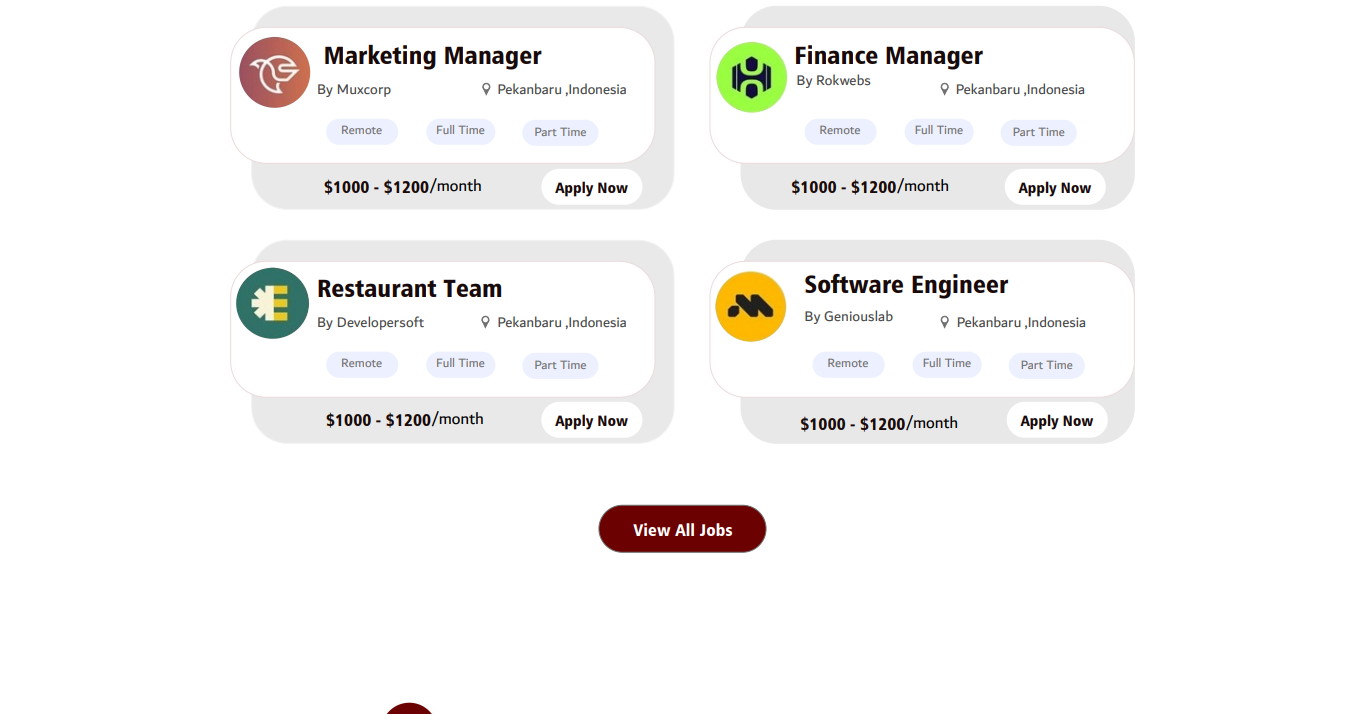 Marketing Manager
By Muxcorp
Pekanbaru ,Indonesia
Remote
Full Time
Part Time
$1000 - $1200/month
Apply Now
Finance Manager
By Rokwebs
Pekanbaru ,Indonesia
Remote
Full Time
Part Time
$1000 - $1200/month
Apply Now
Restaurant Team
By Developersoft
Pekanbaru ,Indonesia
Remote
Full Time
Part Time
$1000 - $1200/month
Apply Now
Software Engineer
By Geniouslab
Pekanbaru ,Indonesia
Remote
Full Time
Part Time
$1000 - $1200/month
Apply Now
View All Jobs